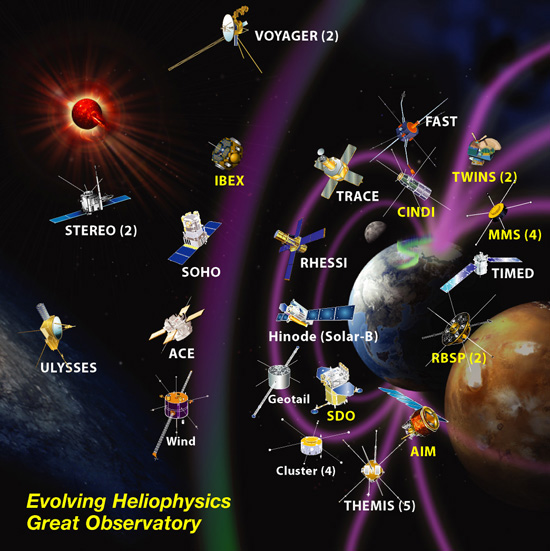 VOYAGER (2)
FAST
IBEX
TRACE
TWINS (2)
CINDI
STEREO (2)
MMS (4)
SOHO
RHESSI
TIMED
Hinode (Solar-B)
ULYSSES
ACE
RBSP (2)
Geotail
SDO
Wind
AIM
Cluster (4)
THEMIS (5)
Evolving Heliophysics
Great Observatory